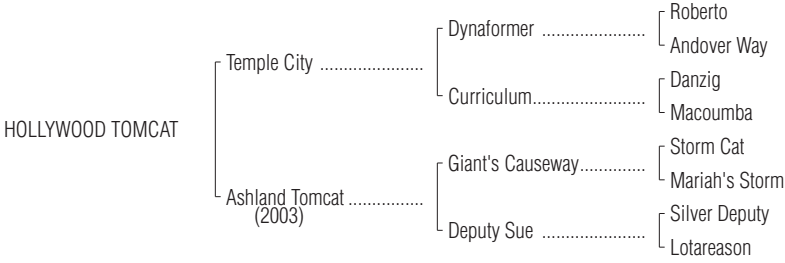 Roberto
Dynaformer ......................
Andover Way
Temple City ......................
Danzig
Curriculum........................
Macoumba
HOLLYWOOD TOMCAT
Storm Cat
Giant's Causeway..............
Mariah's Storm
Ashland Tomcat ................
(2003)
Silver Deputy
Deputy Sue ......................
Lotareason